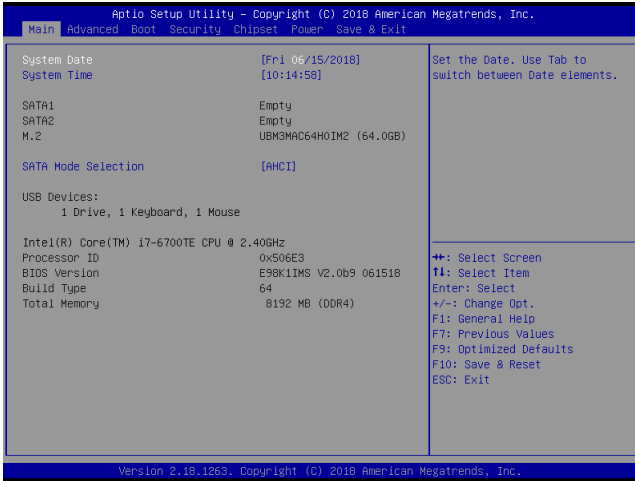 Aptio Setup Utility – Copyright (C) 2018 American Megatrends, Inc.
Main Advanced Boot Security Chipset Power Save & Exit
System Date [Fri 06/15/2018]
System Time [10:14:58]
SATA1 Empty
SATA2 Empty
M.2 UBM3MAC64H0IM2 (64.0GB)
SATA Mode Selection [AHCI]
USB Devices:
1 Drive, 1 Keyboard, 1 Mouse
Intel(R) Core(TM) i7-6700TE CPU @ 2.40GHz
Processor ID 0x506E3
BIOS Version E98K1IMS V2.0b9 061518
Build Type 64
Total Memory 8192 MB (DDR4)
Set the Date. Use Tab to
switch between Date elements.
→←: Select Screen
↑↓: Select Item
Enter: Select
+/-: Change Opt.
F1: General Help
F7: Previous Values
F9: Optimized Defaults
F10: Save & Reset
ESC: Exit
Version 2.18.1263. Copyright (C) 2018 American Megatrends, Inc.